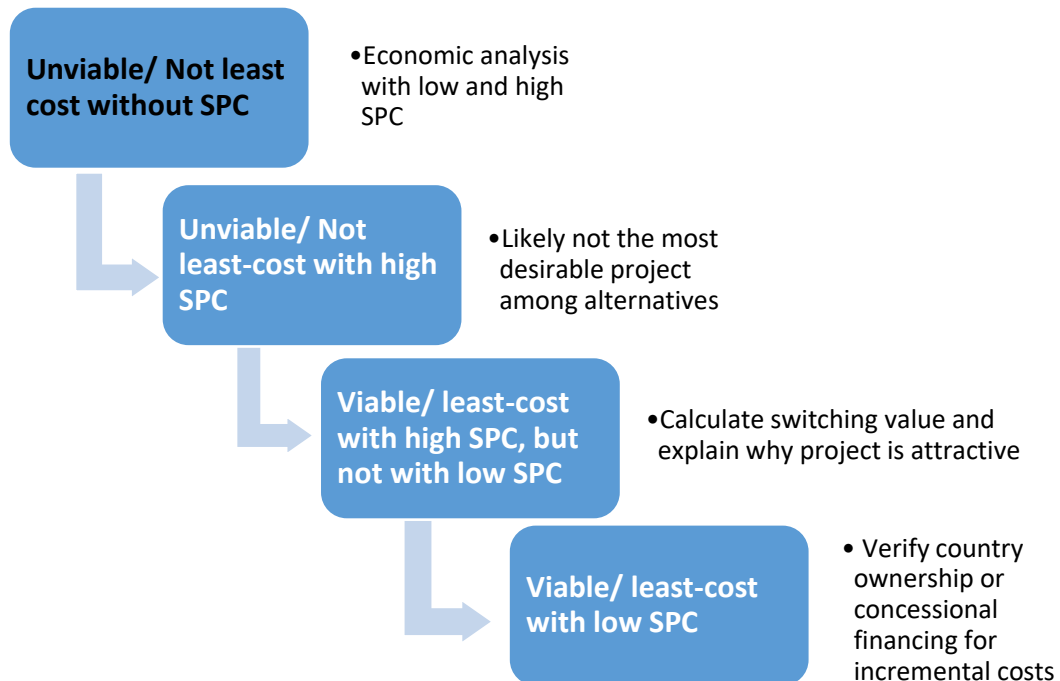 Unviable/ Not least
cost without SPC
•Economic analysis
with low and high
SPC
Unviable/ Not
least-cost with high
SPC
•Likely not the most
desirable project
among alternatives
Viable/ least-cost
with high SPC, but
not with low SPC
•Calculate switching value and
explain why project is attractive
Viable/ least-cost
with low SPC
• Verify country
ownership or
concessional
financing for
incremental costs